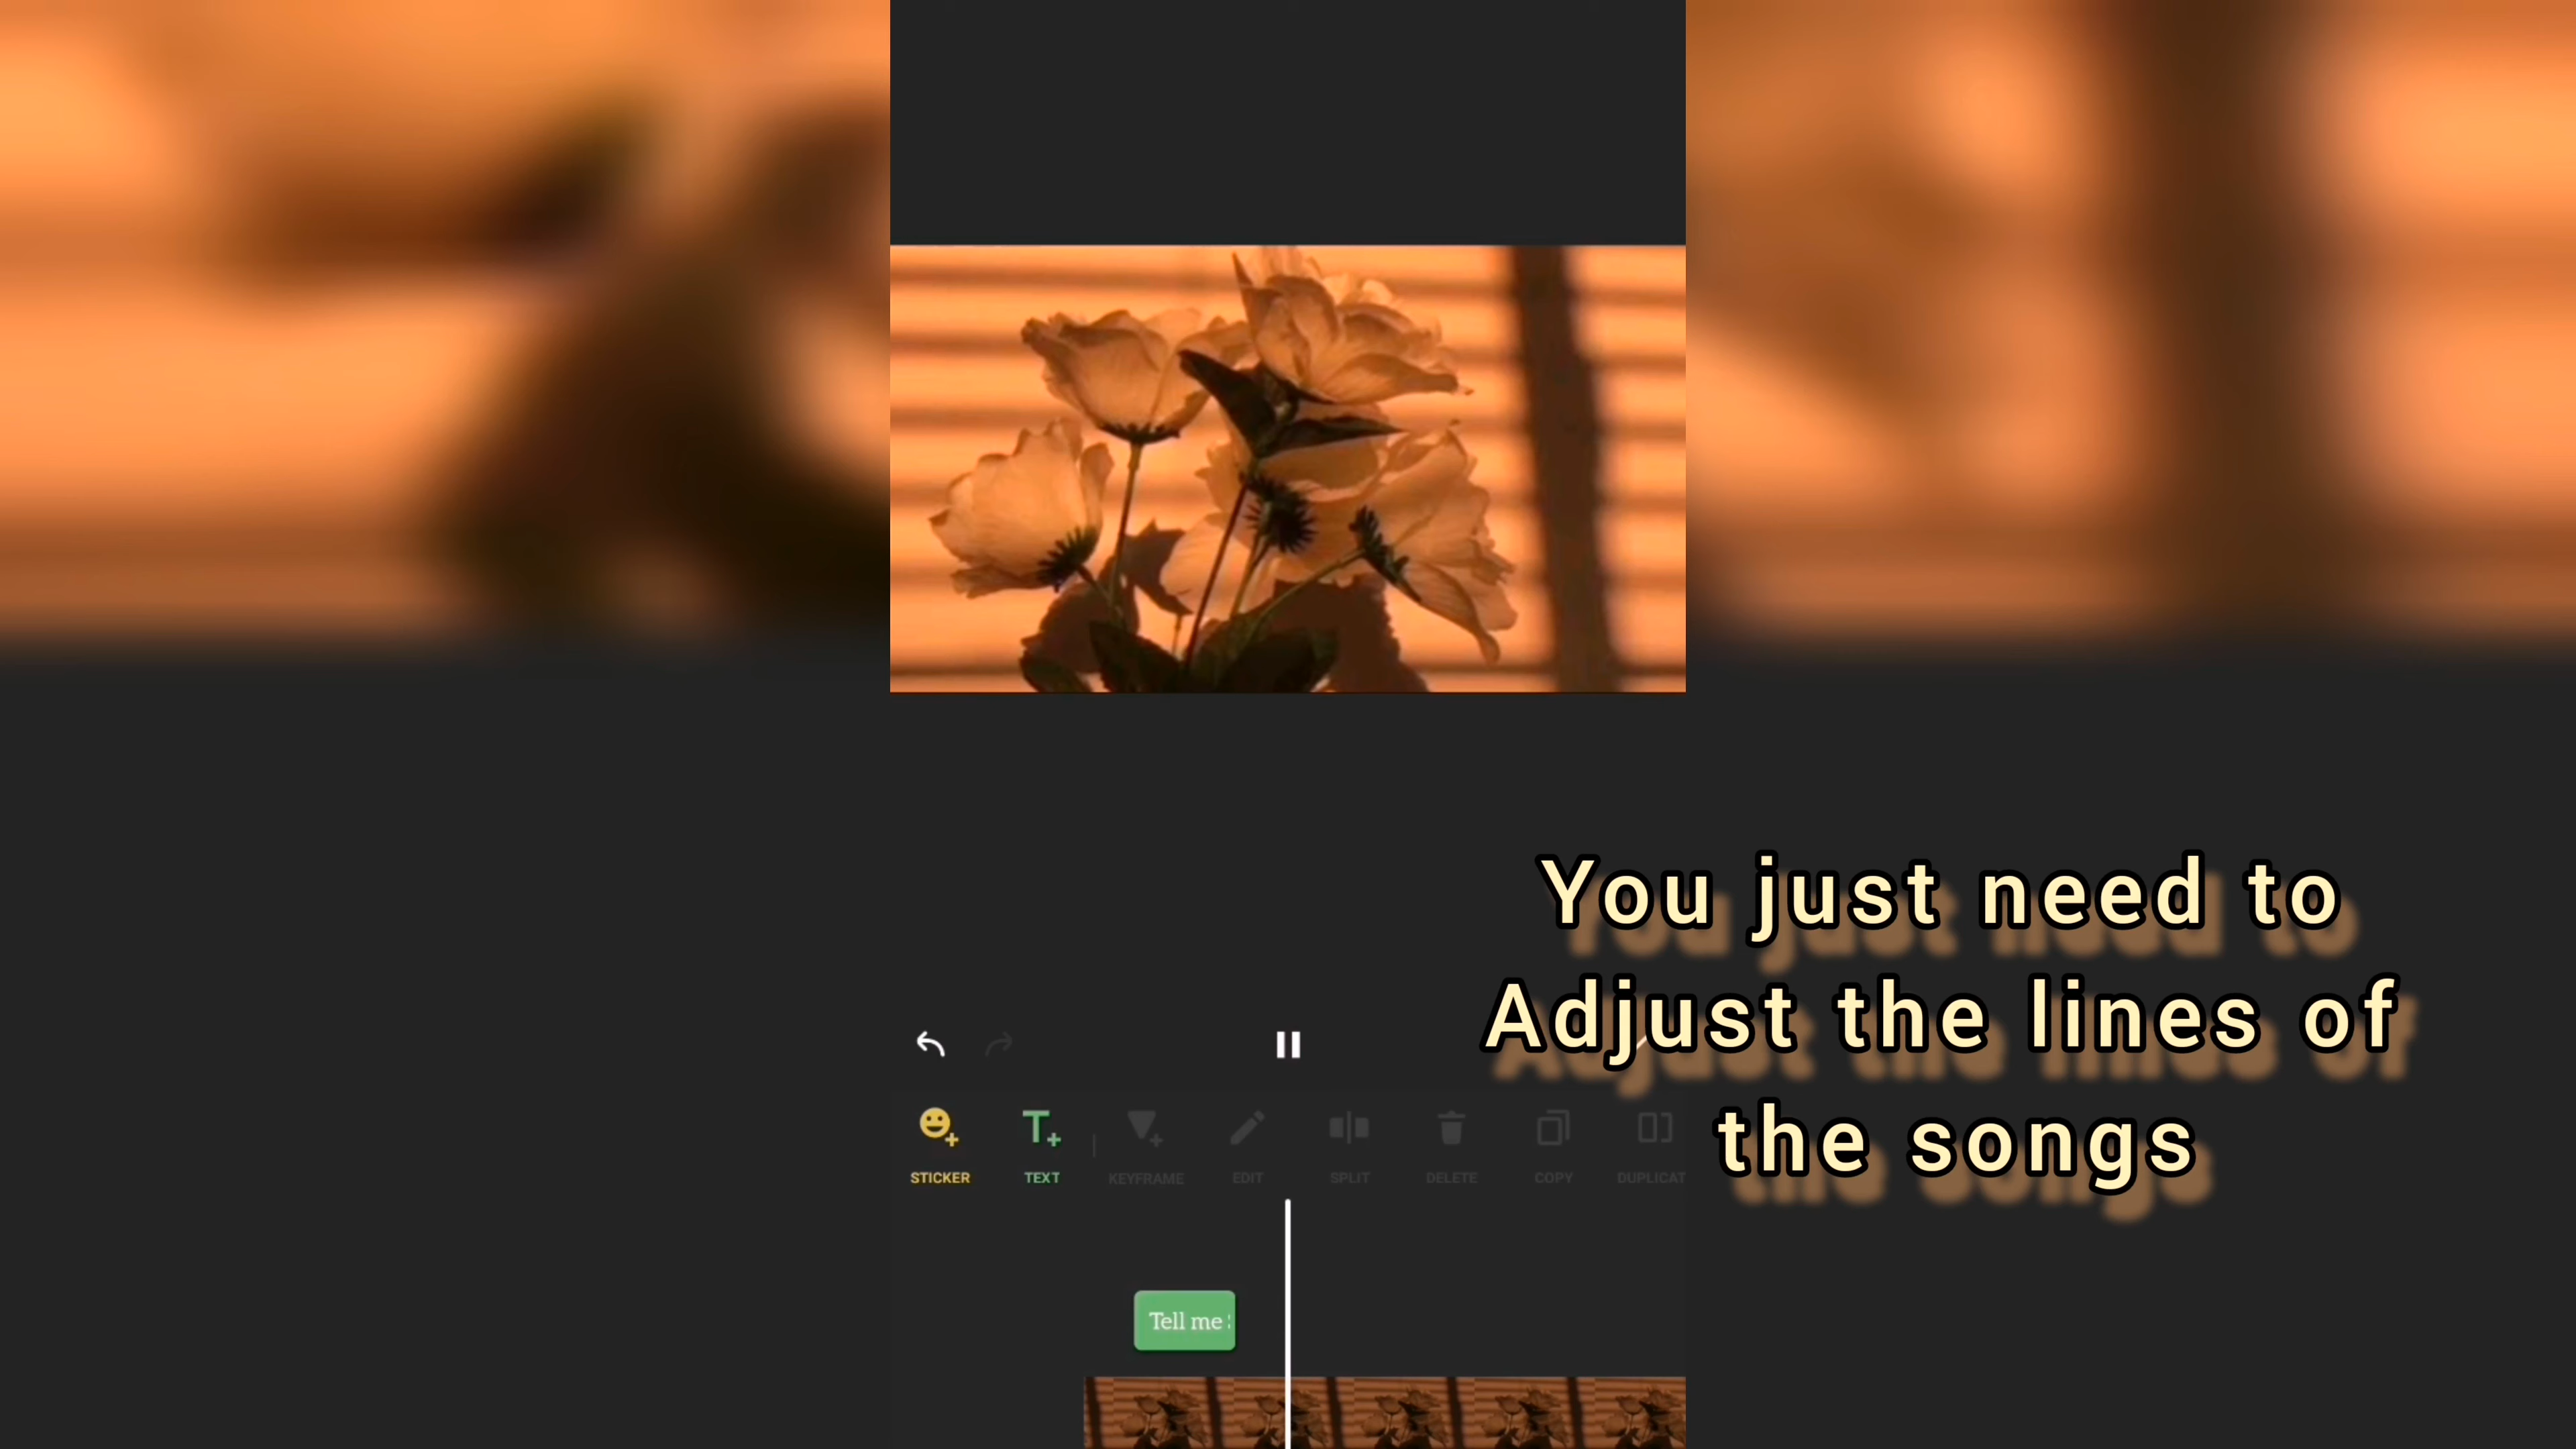 You just need to
Adjust the lines of
the songs
STICKER
TEXT
KEYFRAME
EDIT
SPLIT
DELETE
COPY
DUPLICAT
Tell me